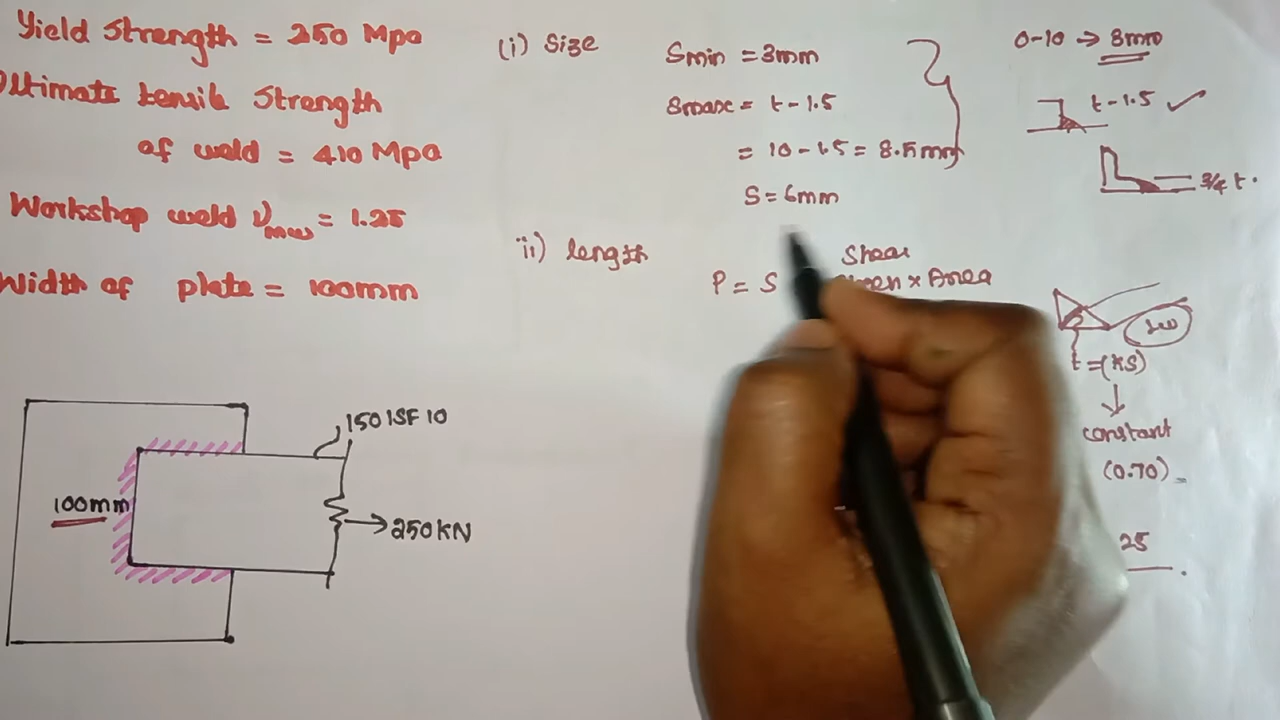 Yield Strength = 250 Mpa
Ultimate tensile Strength
of weld = 410 Mpa
Workshop weld γmw = 1.25
Width of plate = 100mm
150 ISF 10
100mm
250KN
(i) Size
Smin = 3mm
Smax = t - 1.5
= 10 - 1.5 = 8.5mm
S = 6mm
ii) length
Shear
P = S × Area
0-10 → 3mm
t - 1.5 ✓
3/4 t.
t = (KS)
constant
(0.70)
25